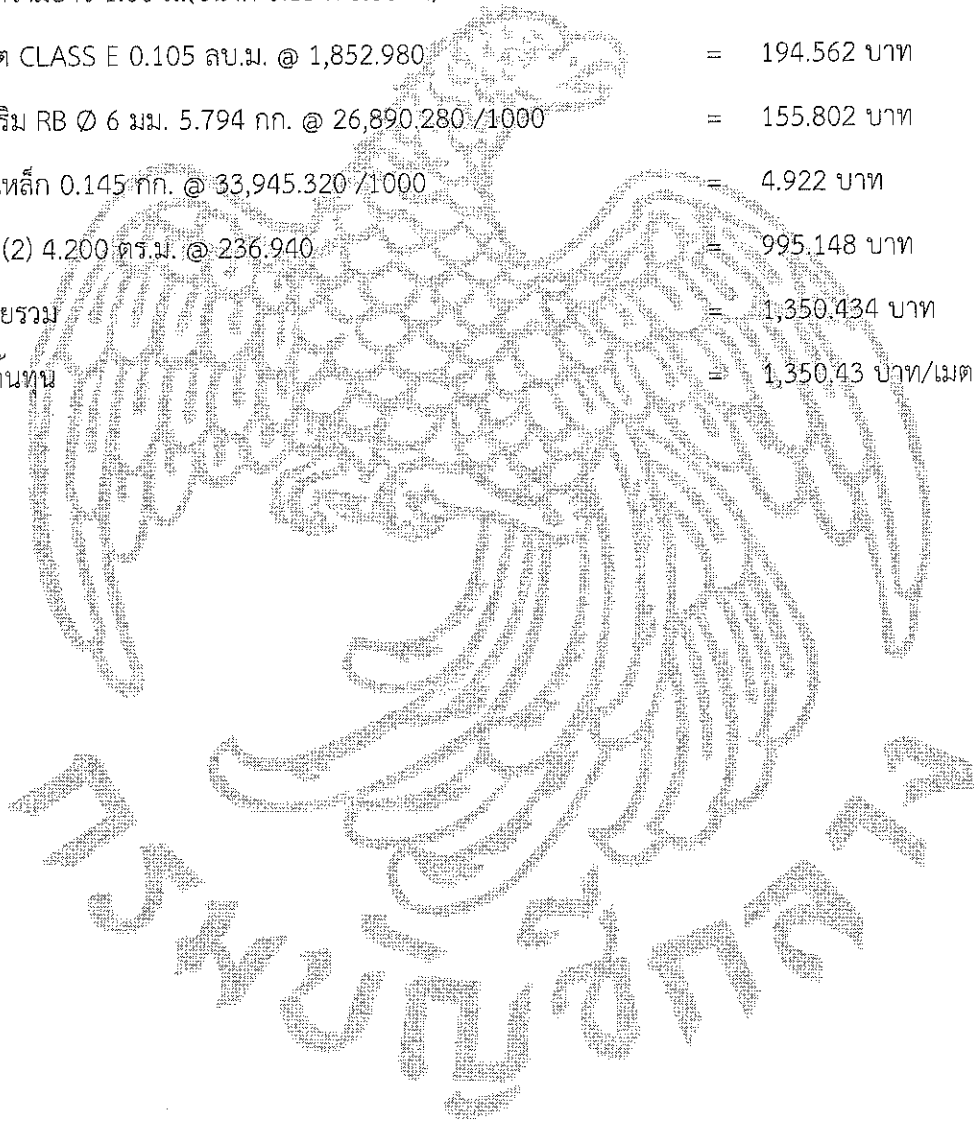 CLASS E 0.105 ลบ.ม. @ 1,852.980 = 194.562 บาท
RB Ø 6 มม. 5.794 กก. @ 26,890.280 /1000 = 155.802 บาท
เหล็ก 0.145 กก. @ 33,945.320 /1000 = 4.922 บาท
(2) 4.200 ตร.ม. @ 236.940 = 995.148 บาท
ยรวม = 1,350.434 บาท
ต้นทุน = 1,350.43 บาท/เมต